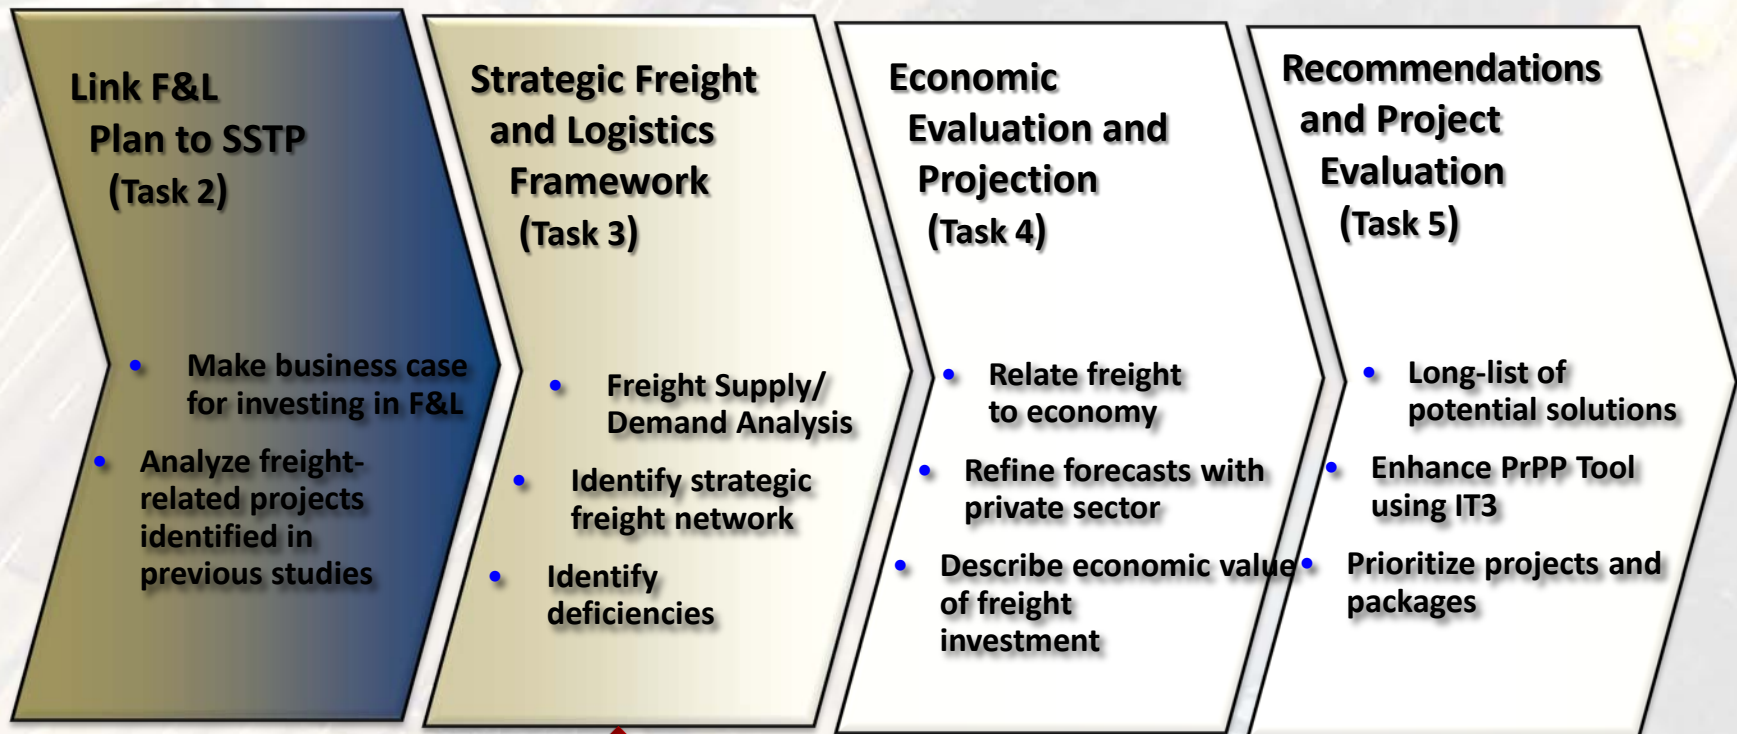 Link F&L
Plan to SSTP
(Task 2)
• Make business case
for investing in F&L
• Analyze freight-
related projects
identified in
previous studies
Strategic Freight
and Logistics
Framework
(Task 3)
• Freight Supply/
Demand Analysis
• Identify strategic
freight network
• Identify
deficiencies
Economic
Evaluation and
Projection
(Task 4)
• Relate freight
to economy
• Refine forecasts with
private sector
• Describe economic value
of freight
investment
Recommendations
and Project
Evaluation
(Task 5)
• Long-list of
potential solutions
• Enhance PrPP Tool
using IT3
• Prioritize projects and
packages